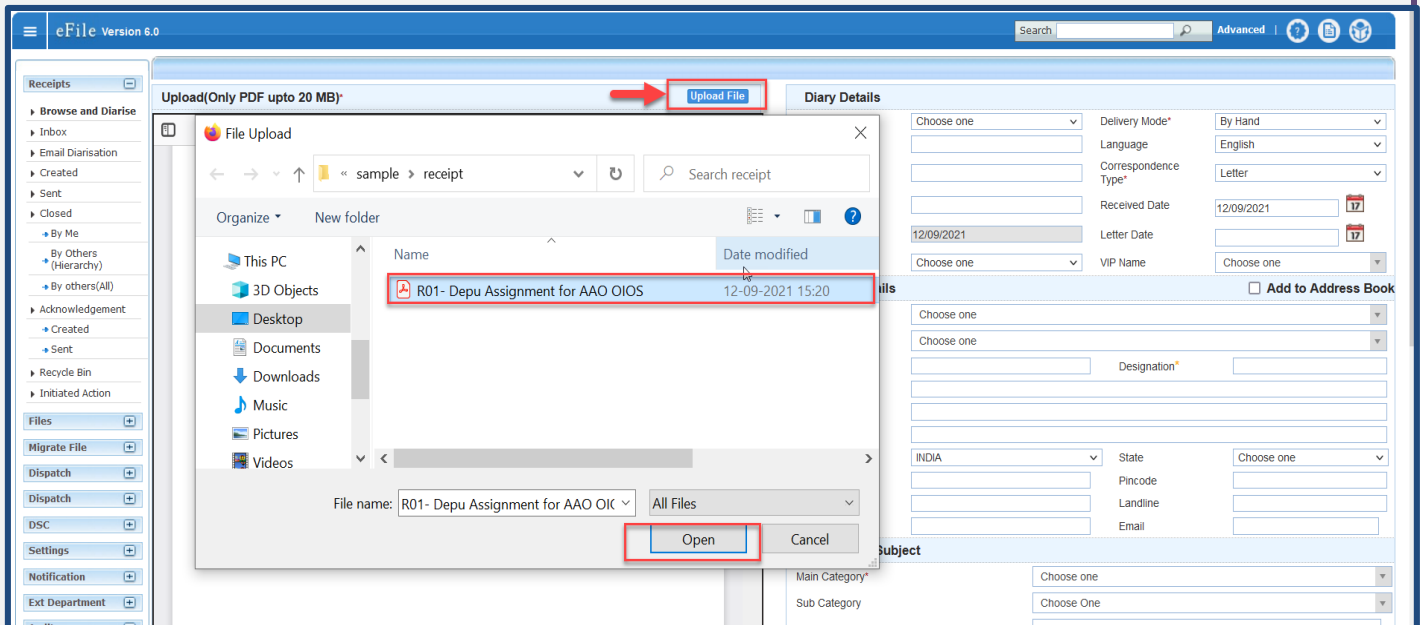 eFile Version 6.0
Search
Advanced
Receipts
Browse and Diarise
Inbox
Email Diarisation
Created
Sent
Closed
By Me
By Others
(Hierarchy)
By others(All)
Acknowledgement
Created
Sent
Recycle Bin
Initiated Action
Files
Migrate File
Dispatch
Dispatch
DSC
Settings
Notification
Ext Department
Upload(Only PDF upto 20 MB)*
Upload File
File Upload
« sample > receipt
Search receipt
Organize
New folder
This PC
3D Objects
Desktop
Documents
Downloads
Music
Pictures
Videos
Name
Date modified
R01- Depu Assignment for AAO OIOS
12-09-2021 15:20
File name:
R01- Depu Assignment for AAO OI
All Files
Open
Cancel
Diary Details
Choose one
Delivery Mode*
By Hand
Language
English
Correspondence
Type*
Letter
Received Date
12/09/2021
17
12/09/2021
Letter Date
17
Choose one
VIP Name
Choose one
ils
Add to Address Book
Choose one
Choose one
Designation*
INDIA
State
Choose one
Pincode
Landline
Email
Subject
Main Category*
Choose one
Sub Category
Choose One